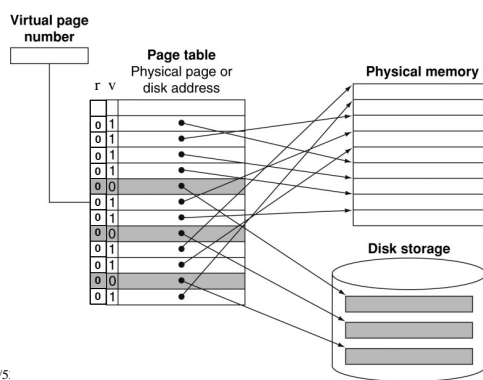 Virtual page
number
Page table
Physical page or
disk address
Physical memory
r v
0 1
0 1
0 1
0 1
0 0
0 1
0 1
0 0
0 1
0 1
0 0
0 1
Disk storage
/5.